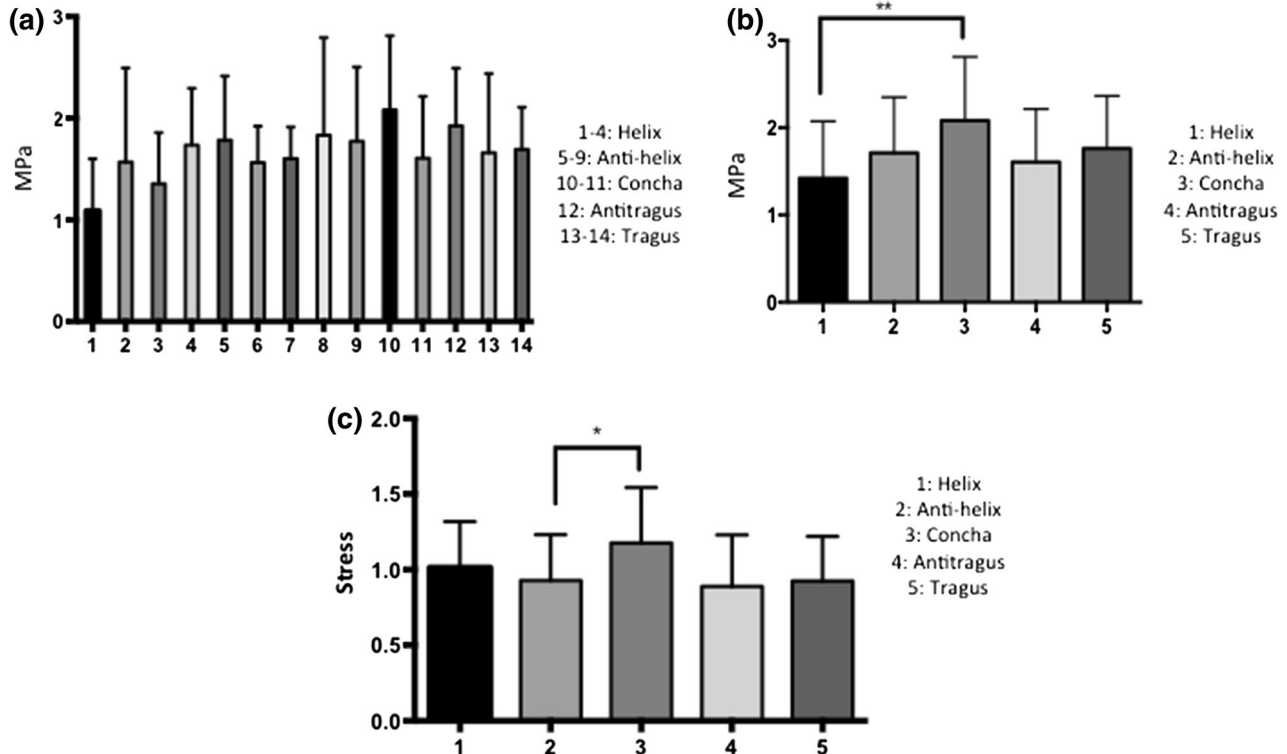 (a)
3
2
1
0
MPa
1 2 3 4 5 6 7 8 9 10 11 12 13 14
1-4: Helix
5-9: Anti-helix
10-11: Concha
12: Antitragus
13-14: Tragus
(b)
**
3
2
1
0
MPa
1 2 3 4 5
1: Helix
2: Anti-helix
3: Concha
4: Antitragus
5: Tragus
(c)
*
2.0
1.5
1.0
0.5
0.0
Stress
1 2 3 4 5
1: Helix
2: Anti-helix
3: Concha
4: Antitragus
5: Tragus